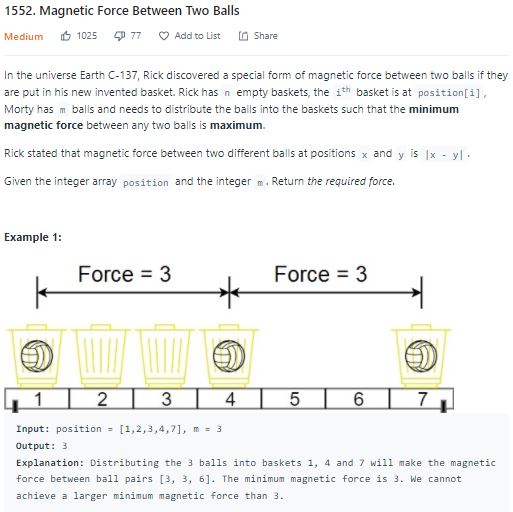 1552. Magnetic Force Between Two Balls
Medium 1025 77 Add to List Share
In the universe Earth C-137, Rick discovered a special form of magnetic force between two balls if they
are put in his new invented basket. Rick has n empty baskets, the ith basket is at position[i],
Morty has m balls and needs to distribute the balls into the baskets such that the minimum
magnetic force between any two balls is maximum.
Rick stated that magnetic force between two different balls at positions x and y is |x - y|.
Given the integer array position and the integer m. Return the required force.
Example 1:
Force = 3 Force = 3
1 2 3 4 5 6 7
Input: position = [1,2,3,4,7], m = 3
Output: 3
Explanation: Distributing the 3 balls into baskets 1, 4 and 7 will make the magnetic
force between ball pairs [3, 3, 6]. The minimum magnetic force is 3. We cannot
achieve a larger minimum magnetic force than 3.